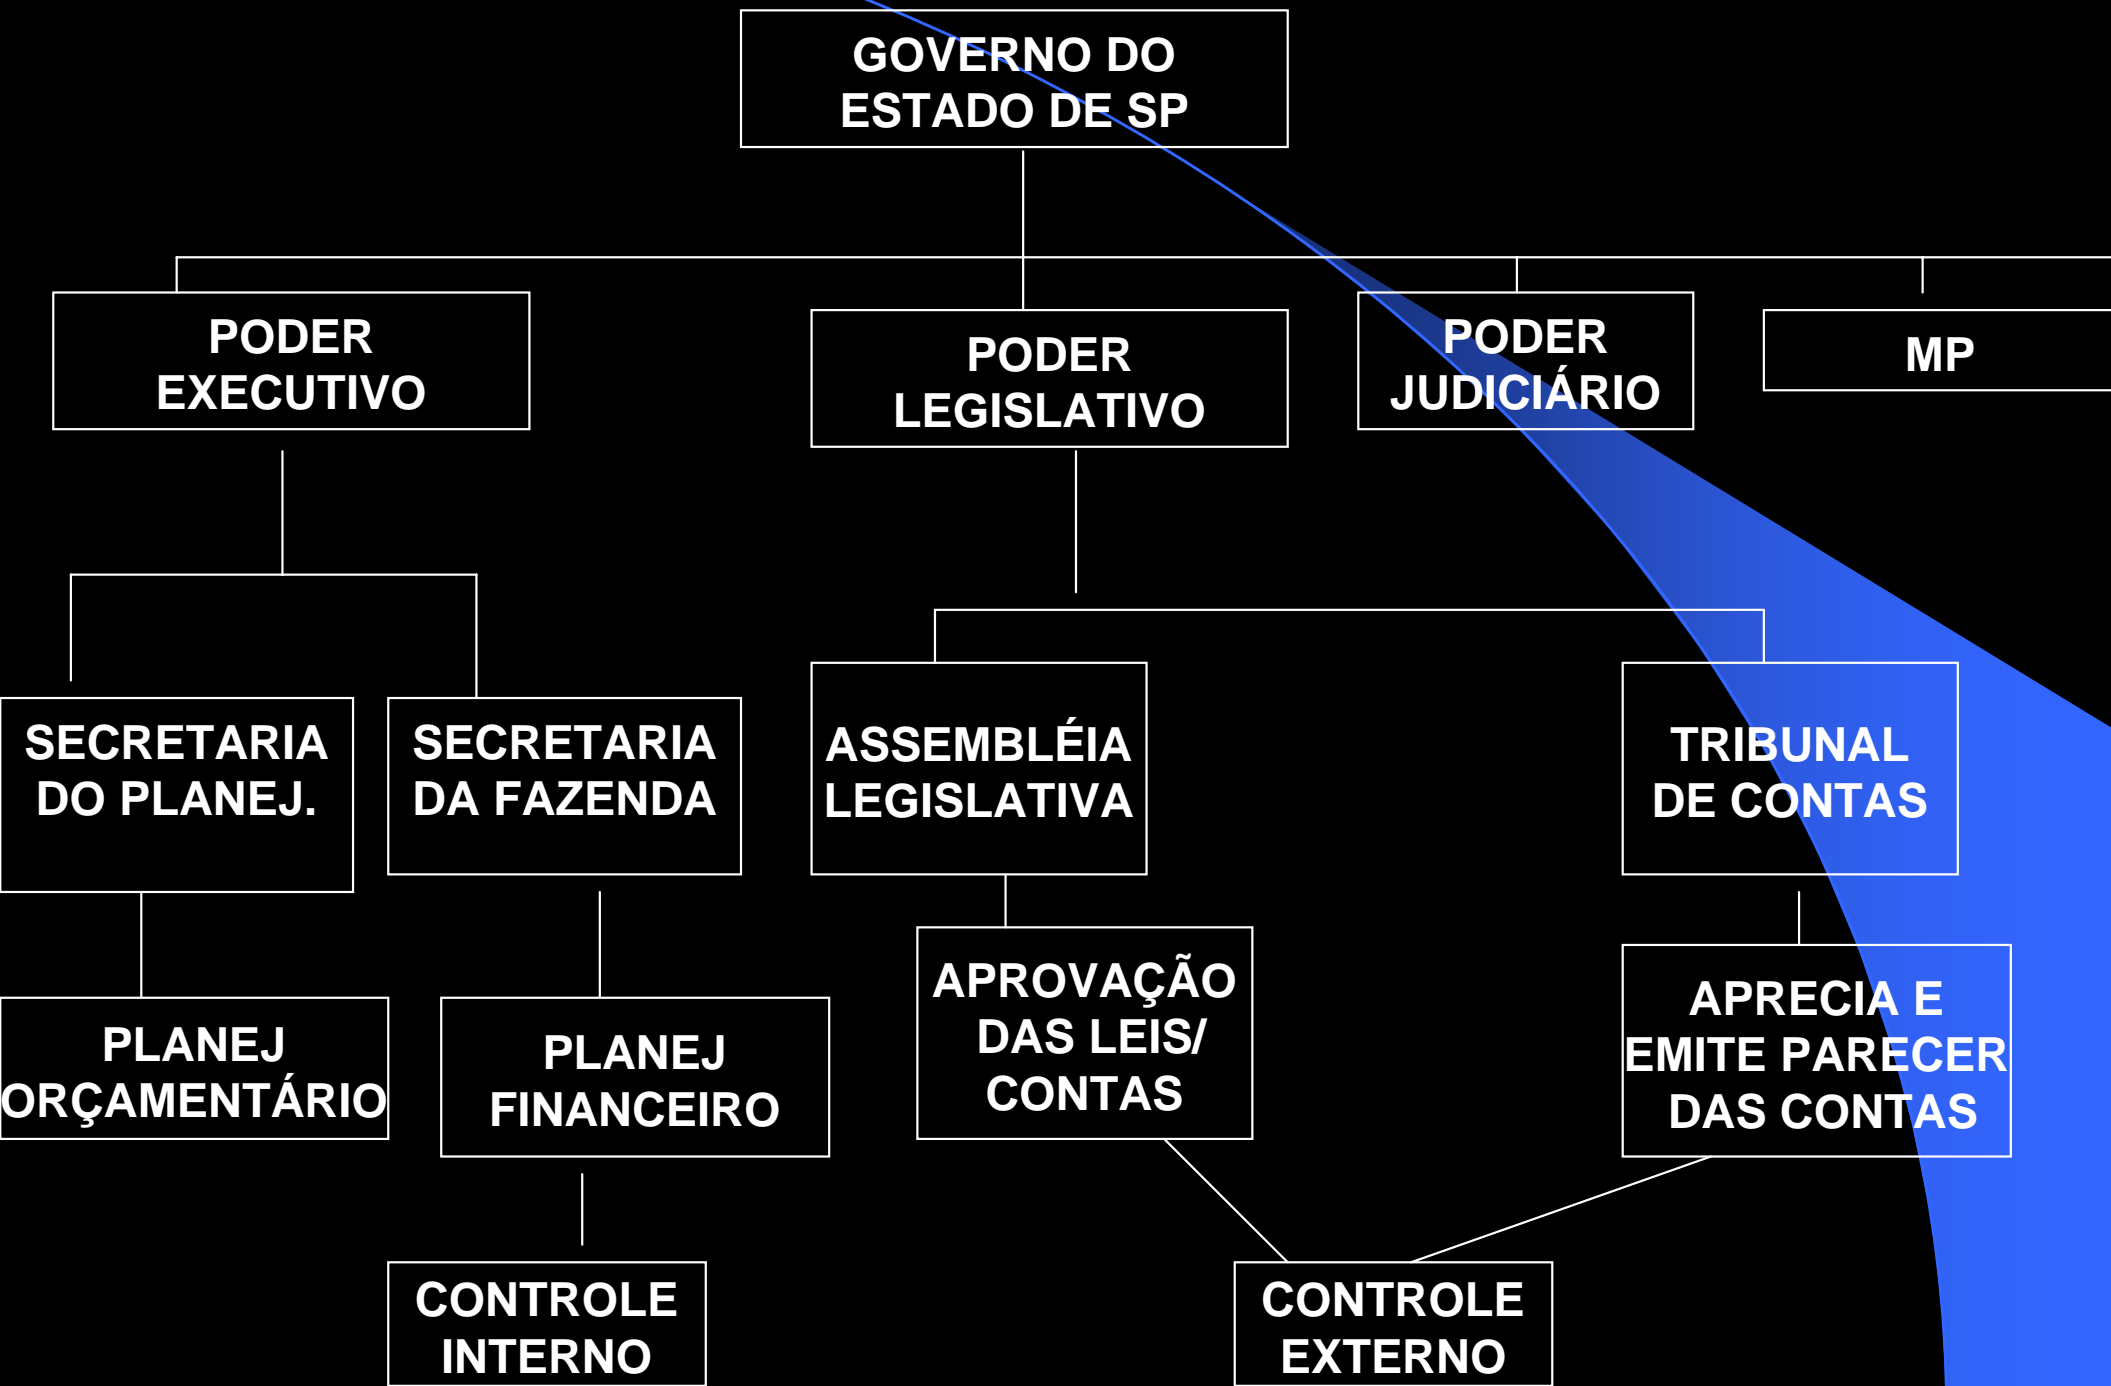 GOVERNO DO
ESTADO DE SP
PODER
EXECUTIVO
PODER
LEGISLATIVO
PODER
JUDICIÁRIO
MP
SECRETARIA
DO PLANEJ.
SECRETARIA
DA FAZENDA
ASSEMBLÉIA
LEGISLATIVA
TRIBUNAL
DE CONTAS
PLANEJ
ORÇAMENTÁRIO
PLANEJ
FINANCEIRO
APROVAÇÃO
DAS LEIS/
CONTAS
APRECIA E
EMITE PARECER
DAS CONTAS
CONTROLE
INTERNO
CONTROLE
EXTERNO